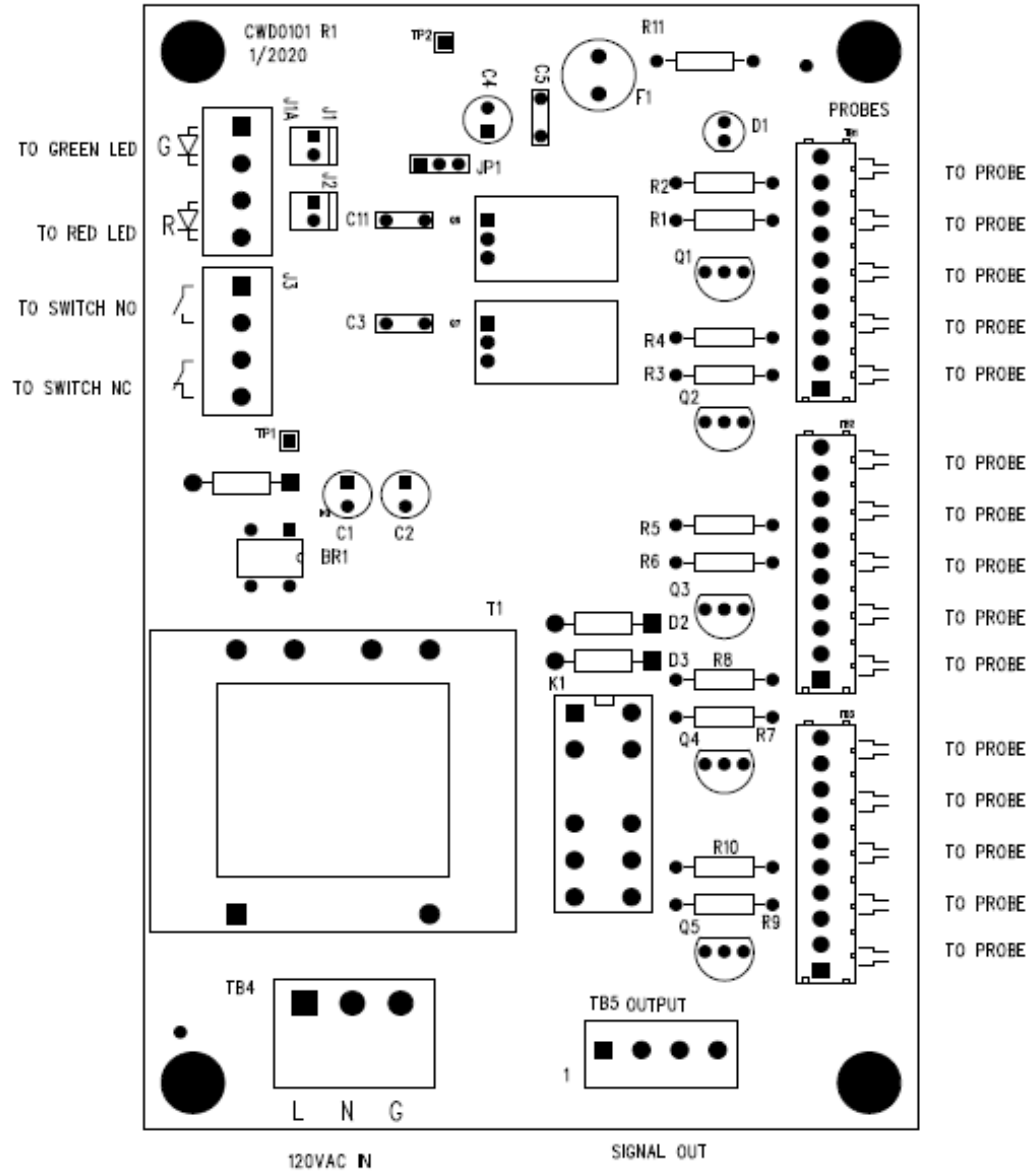 CWD0101 R1
1/2020
TP2
R11
C4
C5
F1
PROBES
TB1
D1
J1A
J1
TO GREEN LED
G
JP1
R2
TO PROBE
J2
C11
R1
TO PROBE
TO RED LED
R
Q1
TO PROBE
J3
TO SWITCH NO
C3
R4
TO PROBE
R3
TO PROBE
TO SWITCH NC
Q2
TP1
TB2
TO PROBE
TO PROBE
C1
C2
R5
BR1
R6
TO PROBE
Q3
T1
D2
TO PROBE
D3
R8
TO PROBE
K1
TB3
Q4
R7
TO PROBE
TO PROBE
R10
TO PROBE
Q5
R9
TO PROBE
TO PROBE
TB4
TB5 OUTPUT
1
L N G
120VAC IN
SIGNAL OUT